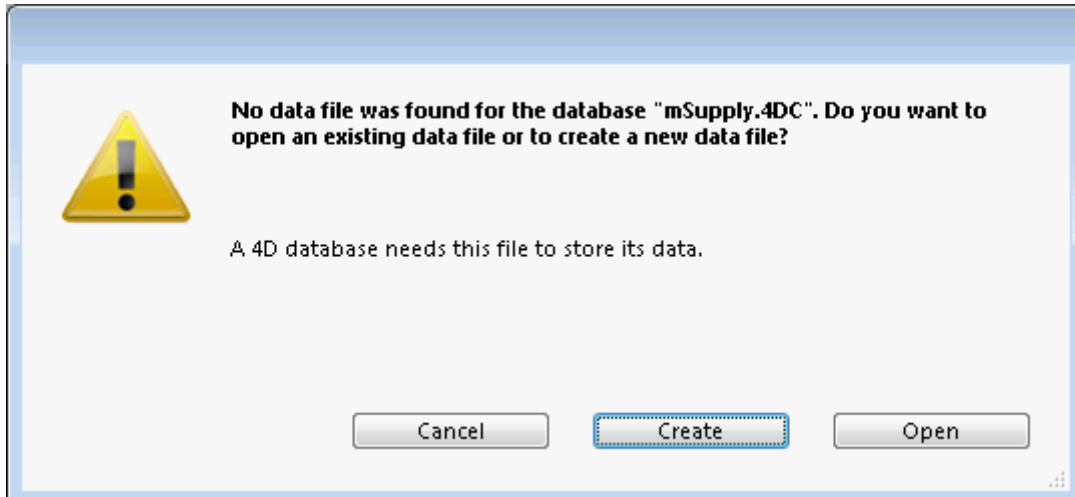 No data file was found for the database "mSupply.4DC". Do you want to
open an existing data file or to create a new data file?
A 4D database needs this file to store its data.
Cancel Create Open